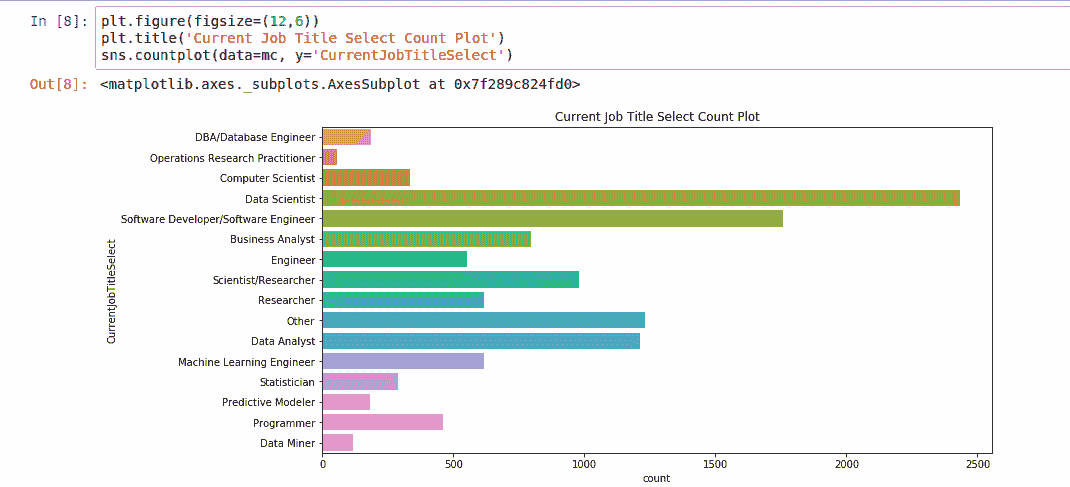 In [8]: plt.figure(figsize=(12,6))
plt.title('Current Job Title Select Count Plot')
sns.countplot(data=mc, y='CurrentJobTitleSelect')
Out[8]: <matplotlib.axes._subplots.AxesSubplot at 0x7f289c824fd0>
Current Job Title Select Count Plot
DBA/Database Engineer
Operations Research Practitioner
Computer Scientist
Data Scientist
Software Developer/Software Engineer
Business Analyst
Engineer
Scientist/Researcher
Researcher
Other
Data Analyst
Machine Learning Engineer
Statistician
Predictive Modeler
Programmer
Data Miner
CurrentJobTitleSelect
0 500 1000 1500 2000 2500
count